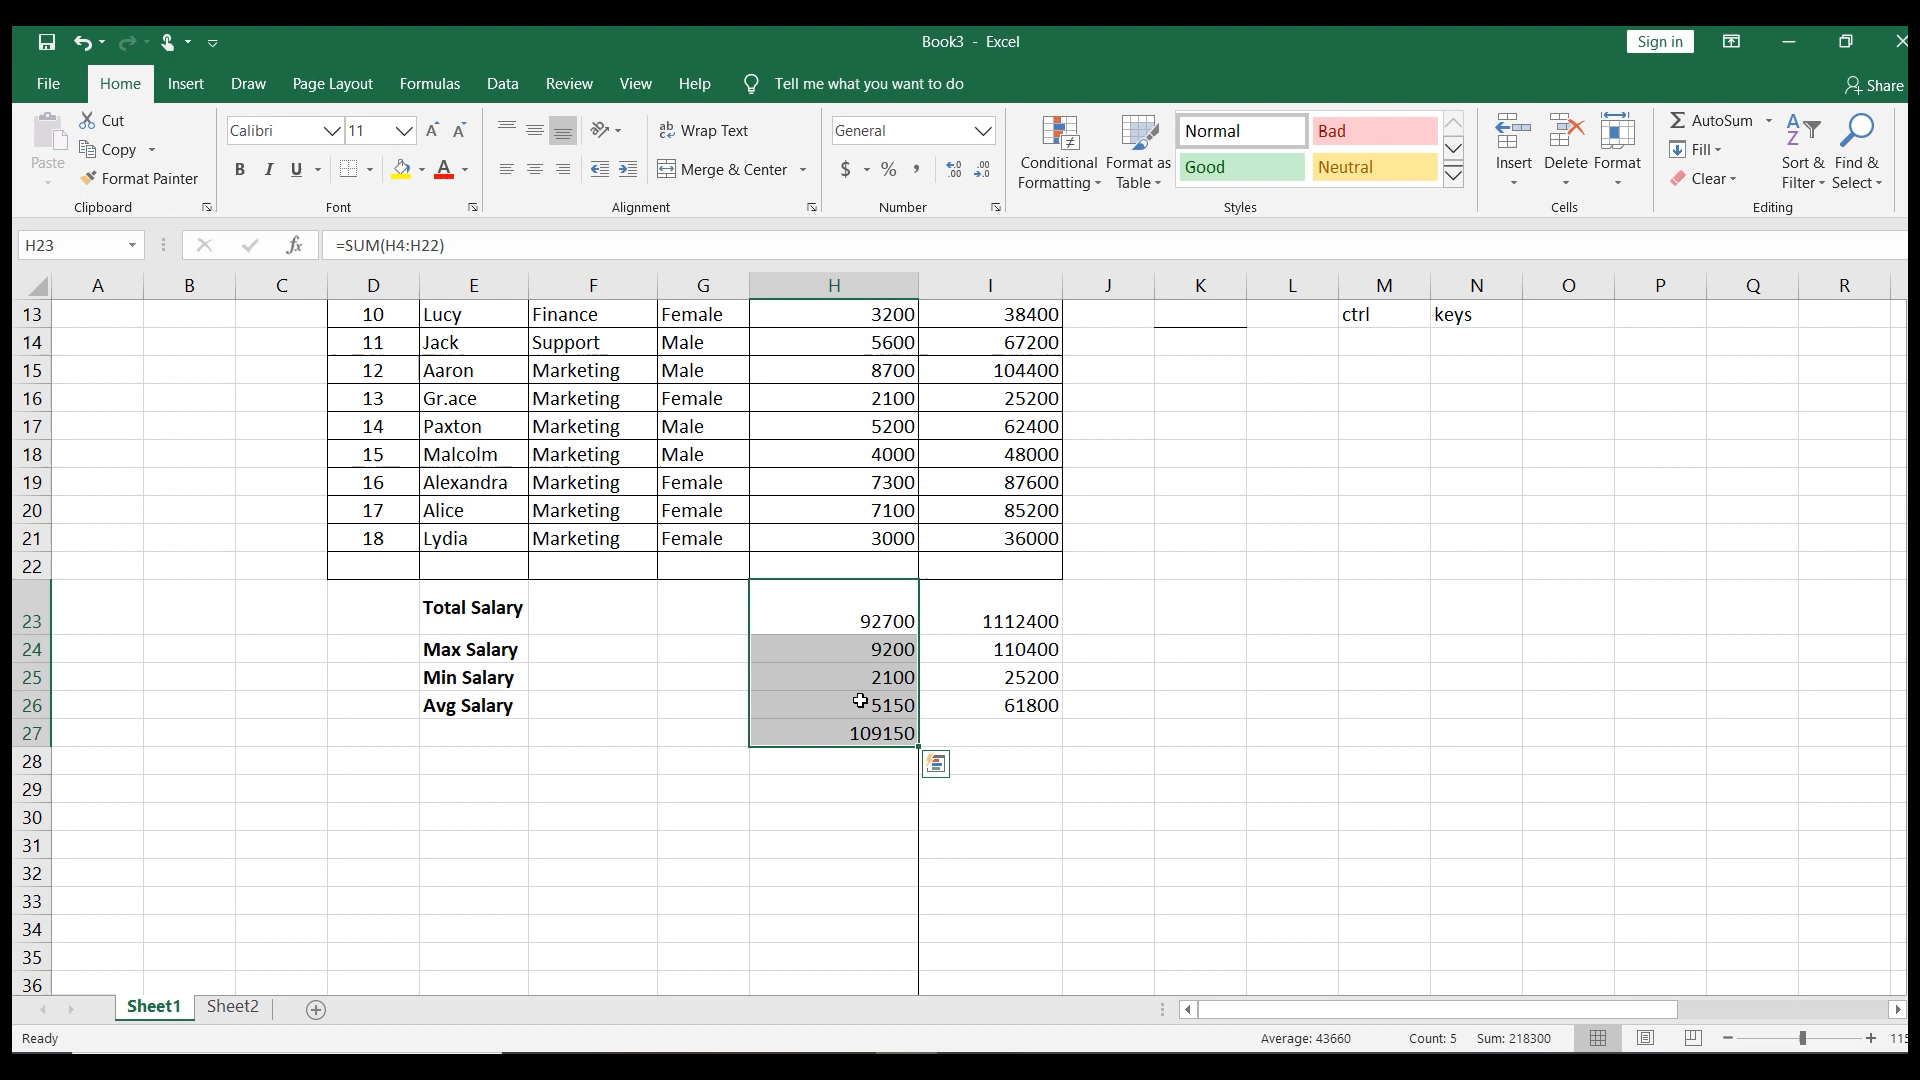 Book3 - Excel
Sign in
File Home Insert Draw Page Layout Formulas Data Review View Help Tell me what you want to do Share
Paste
Cut
Copy
Format Painter
Clipboard
Calibri 11
B I U
Font
Wrap Text
Merge & Center
Alignment
General
$ %
Number
Conditional Formatting
Format as Table
Normal Bad
Good Neutral
Styles
Insert Delete Format
Cells
AutoSum
Fill
Clear
Sort & Filter
Find & Select
Editing
H23 fx =SUM(H4:H22)
A B C D E F G H I J K L M N O P Q R
13 10 Lucy Finance Female 3200 38400 ctrl keys
14 11 Jack Support Male 5600 67200
15 12 Aaron Marketing Male 8700 104400
16 13 Gr.ace Marketing Female 2100 25200
17 14 Paxton Marketing Male 5200 62400
18 15 Malcolm Marketing Male 4000 48000
19 16 Alexandra Marketing Female 7300 87600
20 17 Alice Marketing Female 7100 85200
21 18 Lydia Marketing Female 3000 36000
22
23 Total Salary 92700 1112400
24 Max Salary 9200 110400
25 Min Salary 2100 25200
26 Avg Salary 5150 61800
27 109150
28
29
30
31
32
33
34
35
36
Sheet1 Sheet2
Ready Average: 43660 Count: 5 Sum: 218300